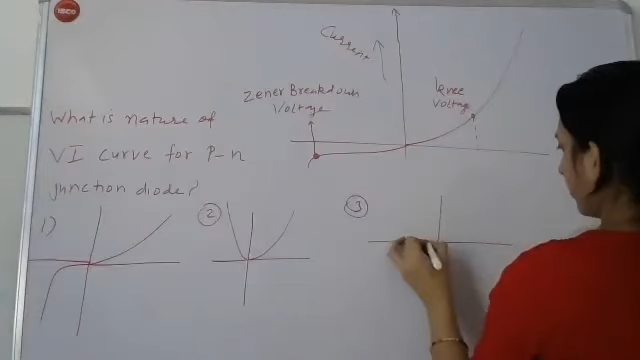 Current
Knee
Voltage
Zener Breakdown
Voltage
What is nature of
VI curve for P-n
junction diode?
1)
2
3